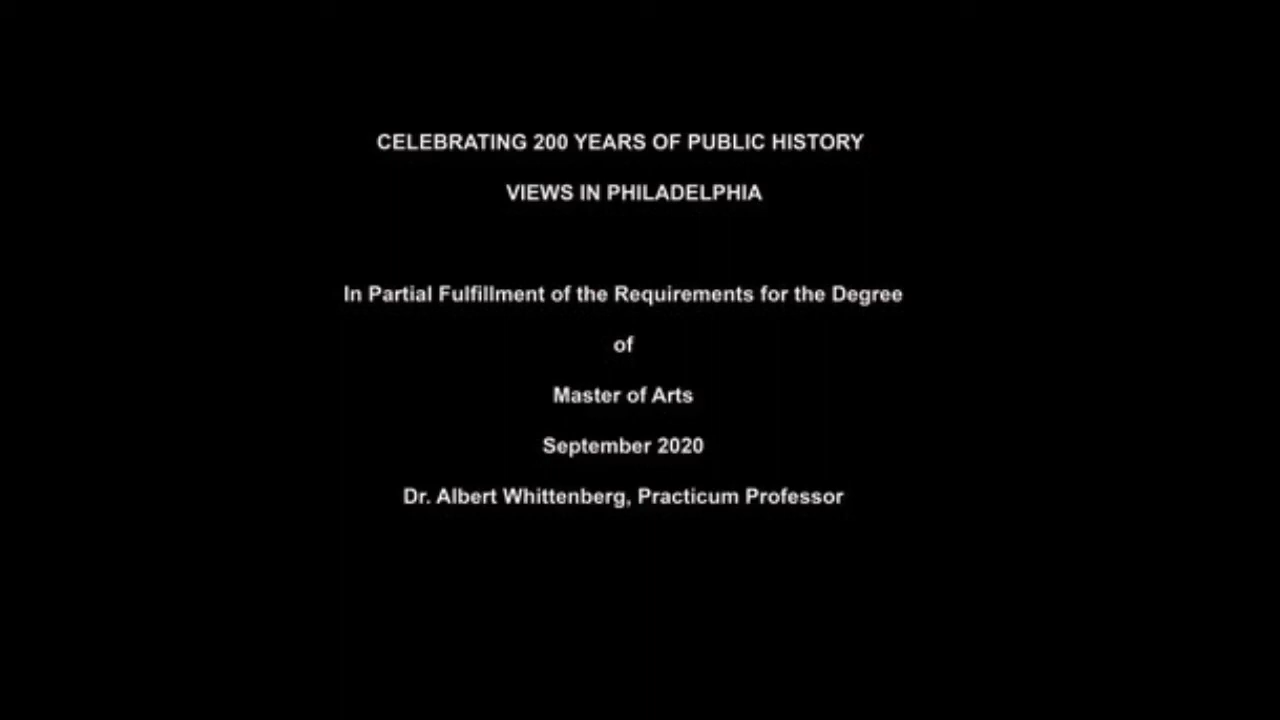 CELEBRATING 200 YEARS OF PUBLIC HISTORY
VIEWS IN PHILADELPHIA
In Partial Fulfillment of the Requirements for the Degree
of
Master of Arts
September 2020
Dr. Albert Whittenberg, Practicum Professor